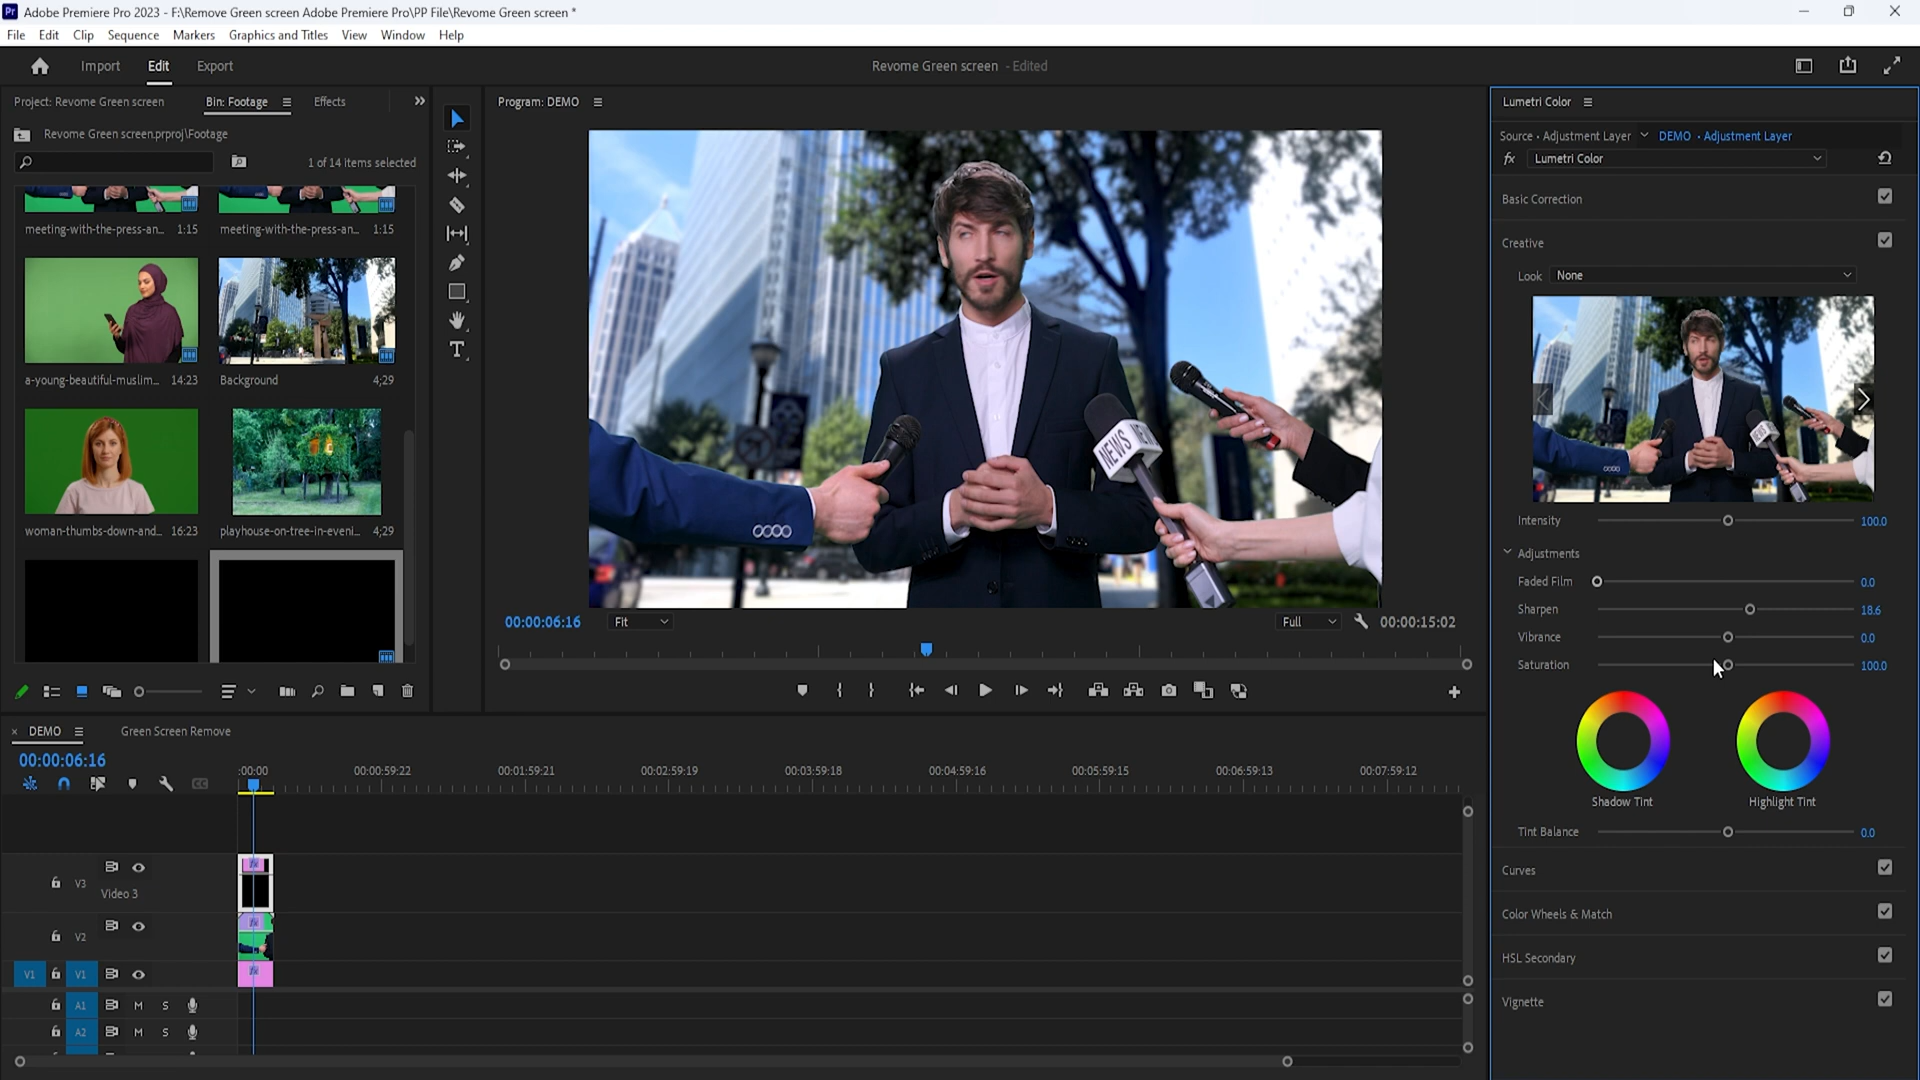 Pr Adobe Premiere Pro 2023 - F:\Remove Green screen Adobe Premiere Pro\PP File\Revome Green screen *
File Edit Clip Sequence Markers Graphics and Titles View Window Help
Import Edit Export
Revome Green screen - Edited
Project: Revome Green screen Bin: Footage Effects
Revome Green screen.prproj\Footage
1 of 14 items selected
meeting-with-the-press-an... 1:15
meeting-with-the-press-an... 1:15
a-young-beautiful-muslim... 14:23
Background 4;29
woman-thumbs-down-and... 16:23
playhouse-on-tree-in-eveni... 4;29
Program: DEMO
NEWS
00:00:06:16 Fit Full 00:00:15:02
Lumetri Color
Source • Adjustment Layer DEMO • Adjustment Layer
fx Lumetri Color
Basic Correction
Creative
Look None
Intensity 100.0
Adjustments
Faded Film 0.0
Sharpen 18.6
Vibrance 0.0
Saturation 100.0
Shadow Tint Highlight Tint
Tint Balance 0.0
Curves
Color Wheels & Match
HSL Secondary
Vignette
× DEMO Green Screen Remove
00:00:06:16
:00:00 00:00:59:22 00:01:59:21 00:02:59:19 00:03:59:18 00:04:59:16 00:05:59:15 00:06:59:13 00:07:59:12
V3 Video 3 fx
V2 fx
V1 V1 fx
A1 M S
A2 M S